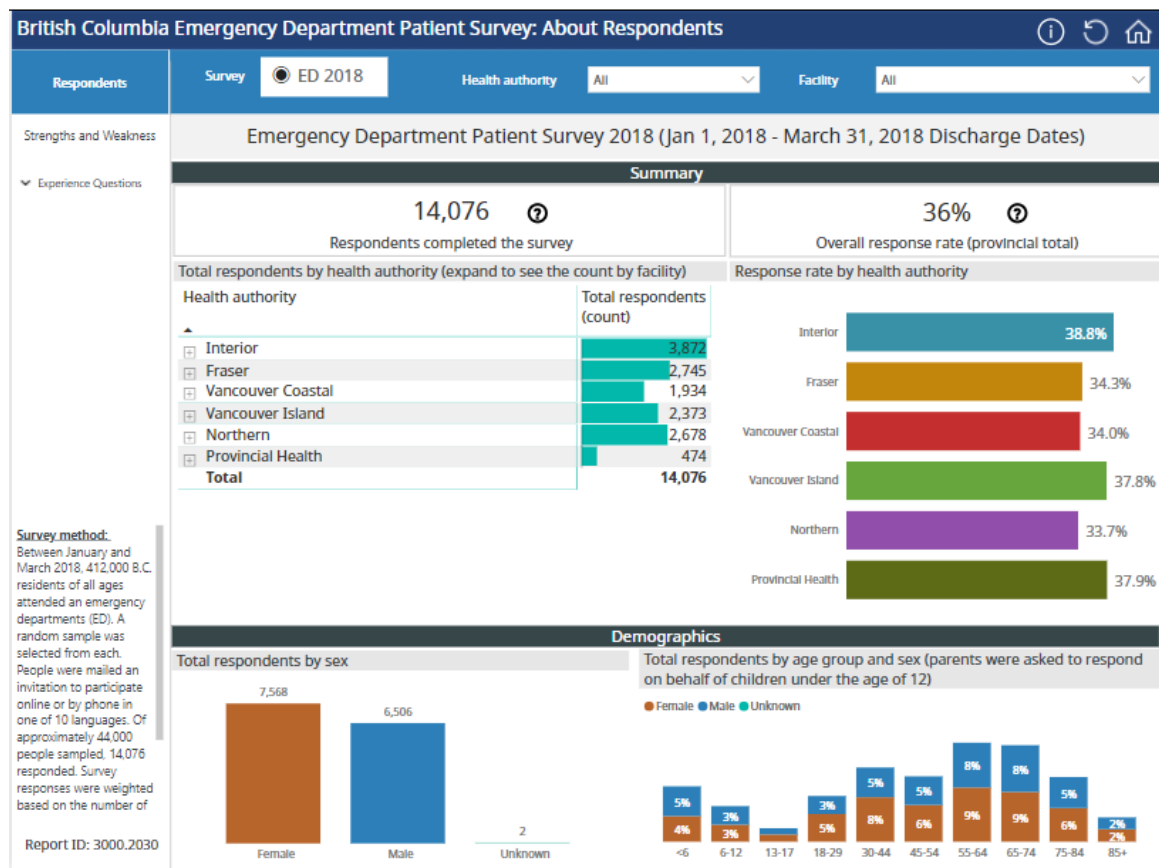 British Columbia Emergency Department Patient Survey: About Respondents
Respondents
Survey
ED 2018
Health authority
All
Facility
All
Strengths and Weakness
Experience Questions
Emergency Department Patient Survey 2018 (Jan 1, 2018 - March 31, 2018 Discharge Dates)
Summary
14,076
Respondents completed the survey
36%
Overall response rate (provincial total)
Total respondents by health authority (expand to see the count by facility)
Health authority
Total respondents
(count)
Interior 3,872
Fraser 2,745
Vancouver Coastal 1,934
Vancouver Island 2,373
Northern 2,678
Provincial Health 474
Total 14,076
Response rate by health authority
Interior 38.8%
Fraser 34.3%
Vancouver Coastal 34.0%
Vancouver Island 37.8%
Northern 33.7%
Provincial Health 37.9%
Survey method:
Between January and
March 2018, 412,000 B.C.
residents of all ages
attended an emergency
departments (ED). A
random sample was
selected from each.
People were mailed an
invitation to participate
online or by phone in
one of 10 languages. Of
approximately 44,000
people sampled, 14,076
responded. Survey
responses were weighted
based on the number of
Report ID: 3000.2030
Demographics
Total respondents by sex
7,568
6,506
2
Female
Male
Unknown
Total respondents by age group and sex (parents were asked to respond
on behalf of children under the age of 12)
Female Male Unknown
5% 3% 3% 5% 5% 8% 8% 5% 2%
4% 3% 5% 8% 6% 9% 9% 6% 2%
<6 6-12 13-17 18-29 30-44 45-54 55-64 65-74 75-84 85+